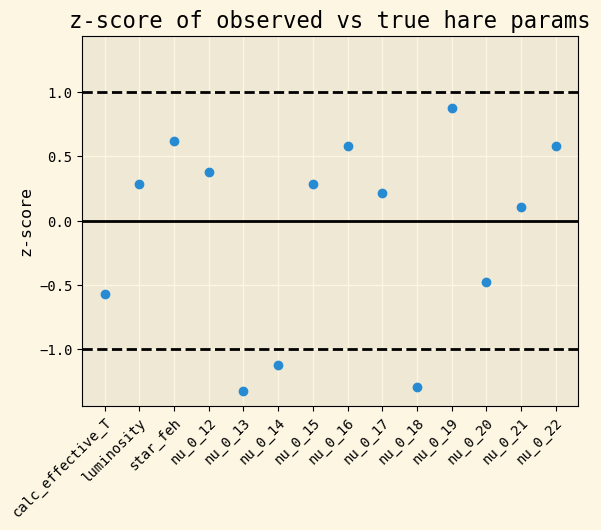 z-score of observed vs true hare params
z-score
1.0
0.5
0.0
−0.5
−1.0
calc_effective_T
luminosity
star_feh
nu_0_12
nu_0_13
nu_0_14
nu_0_15
nu_0_16
nu_0_17
nu_0_18
nu_0_19
nu_0_20
nu_0_21
nu_0_22